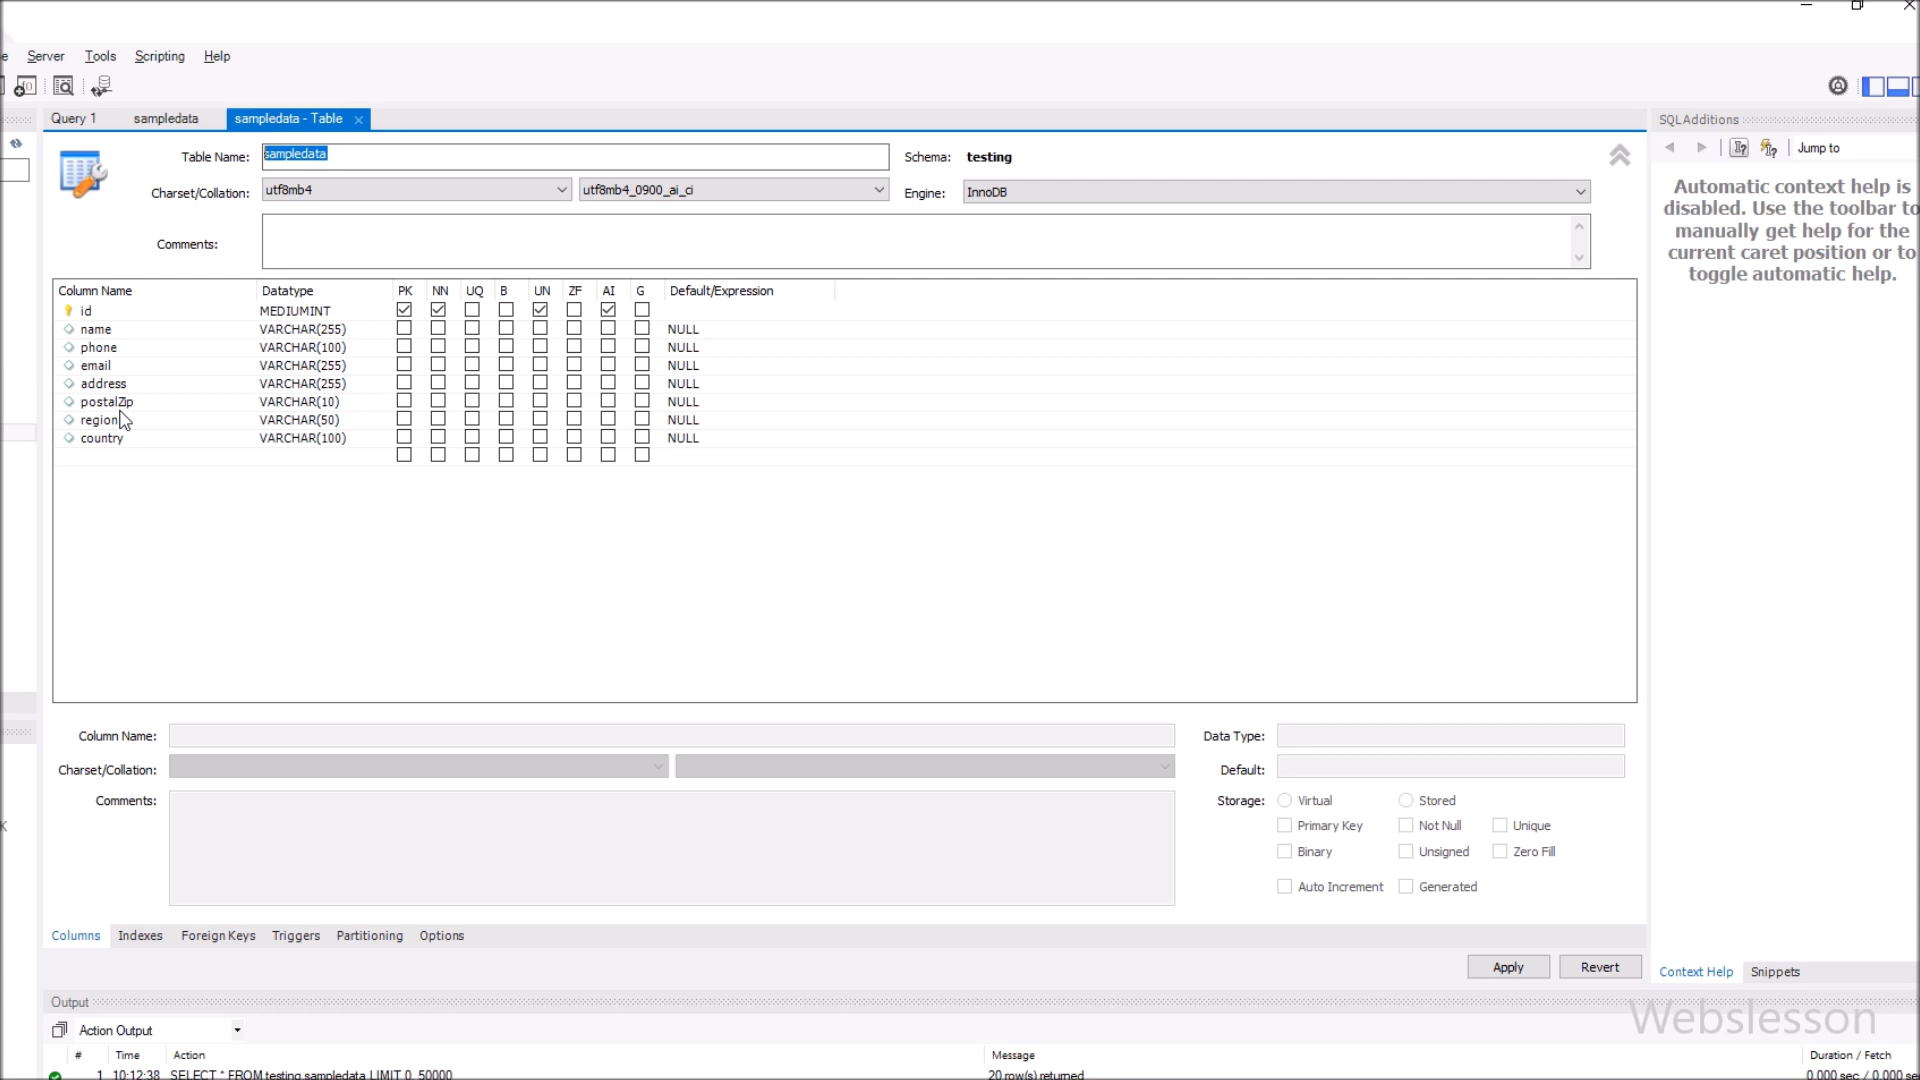 e Server Tools Scripting Help
Query 1 sampledata sampledata - Table
SQLAdditions
Table Name: sampledata Schema: testing
Jump to
Charset/Collation: utf8mb4 utf8mb4_0900_ai_ci Engine: InnoDB
Comments:
Automatic context help is
disabled. Use the toolbar to
manually get help for the
current caret position or to
toggle automatic help.
Column Name Datatype PK NN UQ B UN ZF AI G Default/Expression
id MEDIUMINT
name VARCHAR(255) NULL
phone VARCHAR(100) NULL
email VARCHAR(255) NULL
address VARCHAR(255) NULL
postalZip VARCHAR(10) NULL
region VARCHAR(50) NULL
country VARCHAR(100) NULL
Column Name: Data Type:
Charset/Collation: Default:
Comments: Storage: Virtual Stored
Primary Key Not Null Unique
Binary Unsigned Zero Fill
Auto Increment Generated
Columns Indexes Foreign Keys Triggers Partitioning Options
Apply Revert
Context Help Snippets
Output
Webslesson
Action Output
# Time Action Message Duration / Fetch
1 10:12:38 SELECT * FROM testing.sampledata LIMIT 0, 50000 20 row(s) returned 0.000 sec / 0.000 se